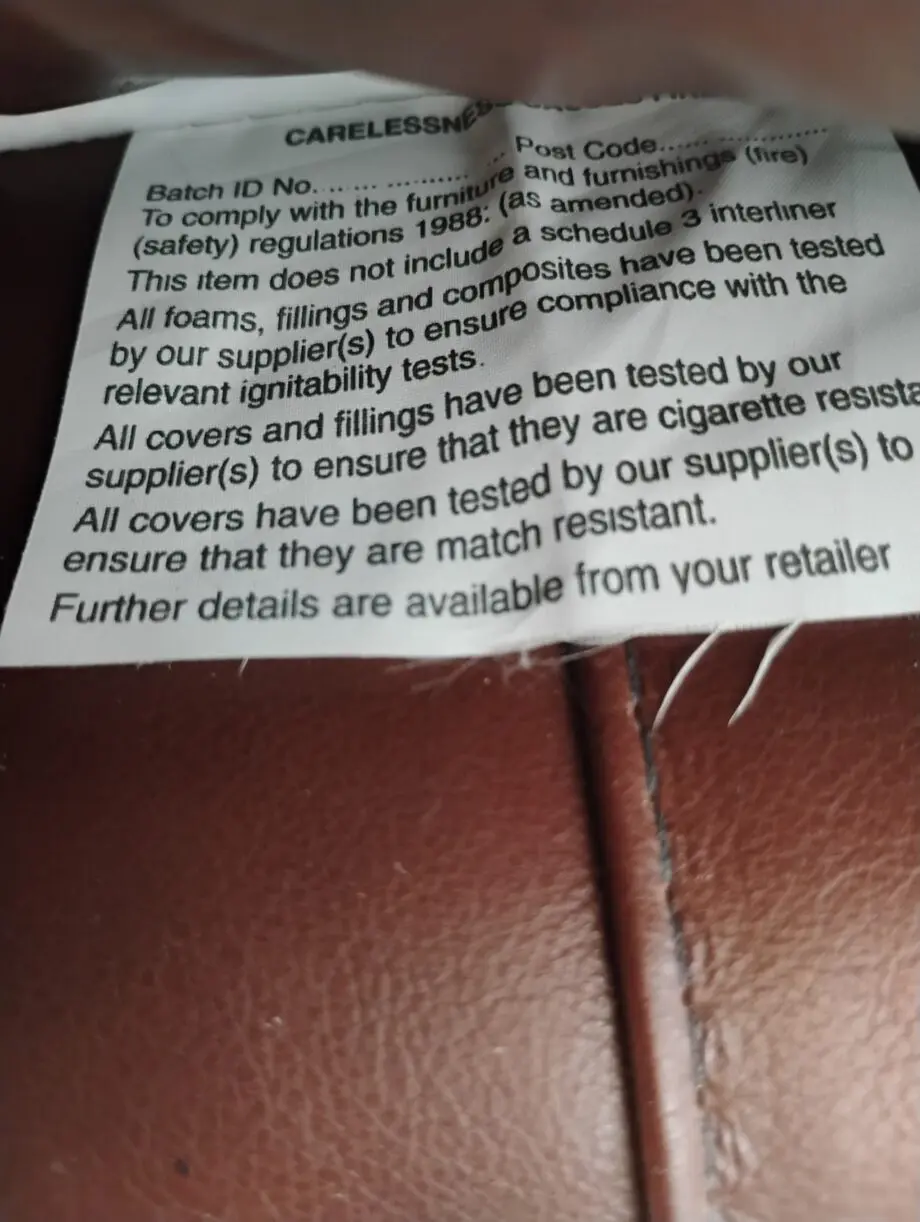 CARELESSNESS CAUSES FIRE
Batch ID No.................. Post Code..................
To comply with the furniture and furnishings (fire)
(safety) regulations 1988: (as amended).
This item does not include a schedule 3 interliner
All foams, fillings and composites have been tested
by our supplier(s) to ensure compliance with the
relevant ignitability tests.
All covers and fillings have been tested by our
supplier(s) to ensure that they are cigarette resista
All covers have been tested by our supplier(s) to
ensure that they are match resistant.
Further details are available from your retailer